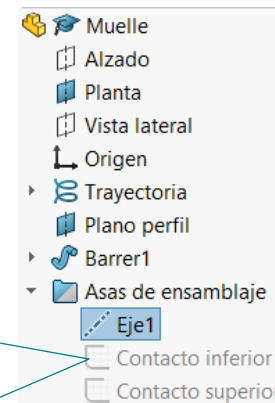 Muelle
Alzado
Planta
Vista lateral
Origen
Trayectoria
Plano perfil
Barrer1
Asas de ensamblaje
Eje1
Contacto inferior
Contacto superior